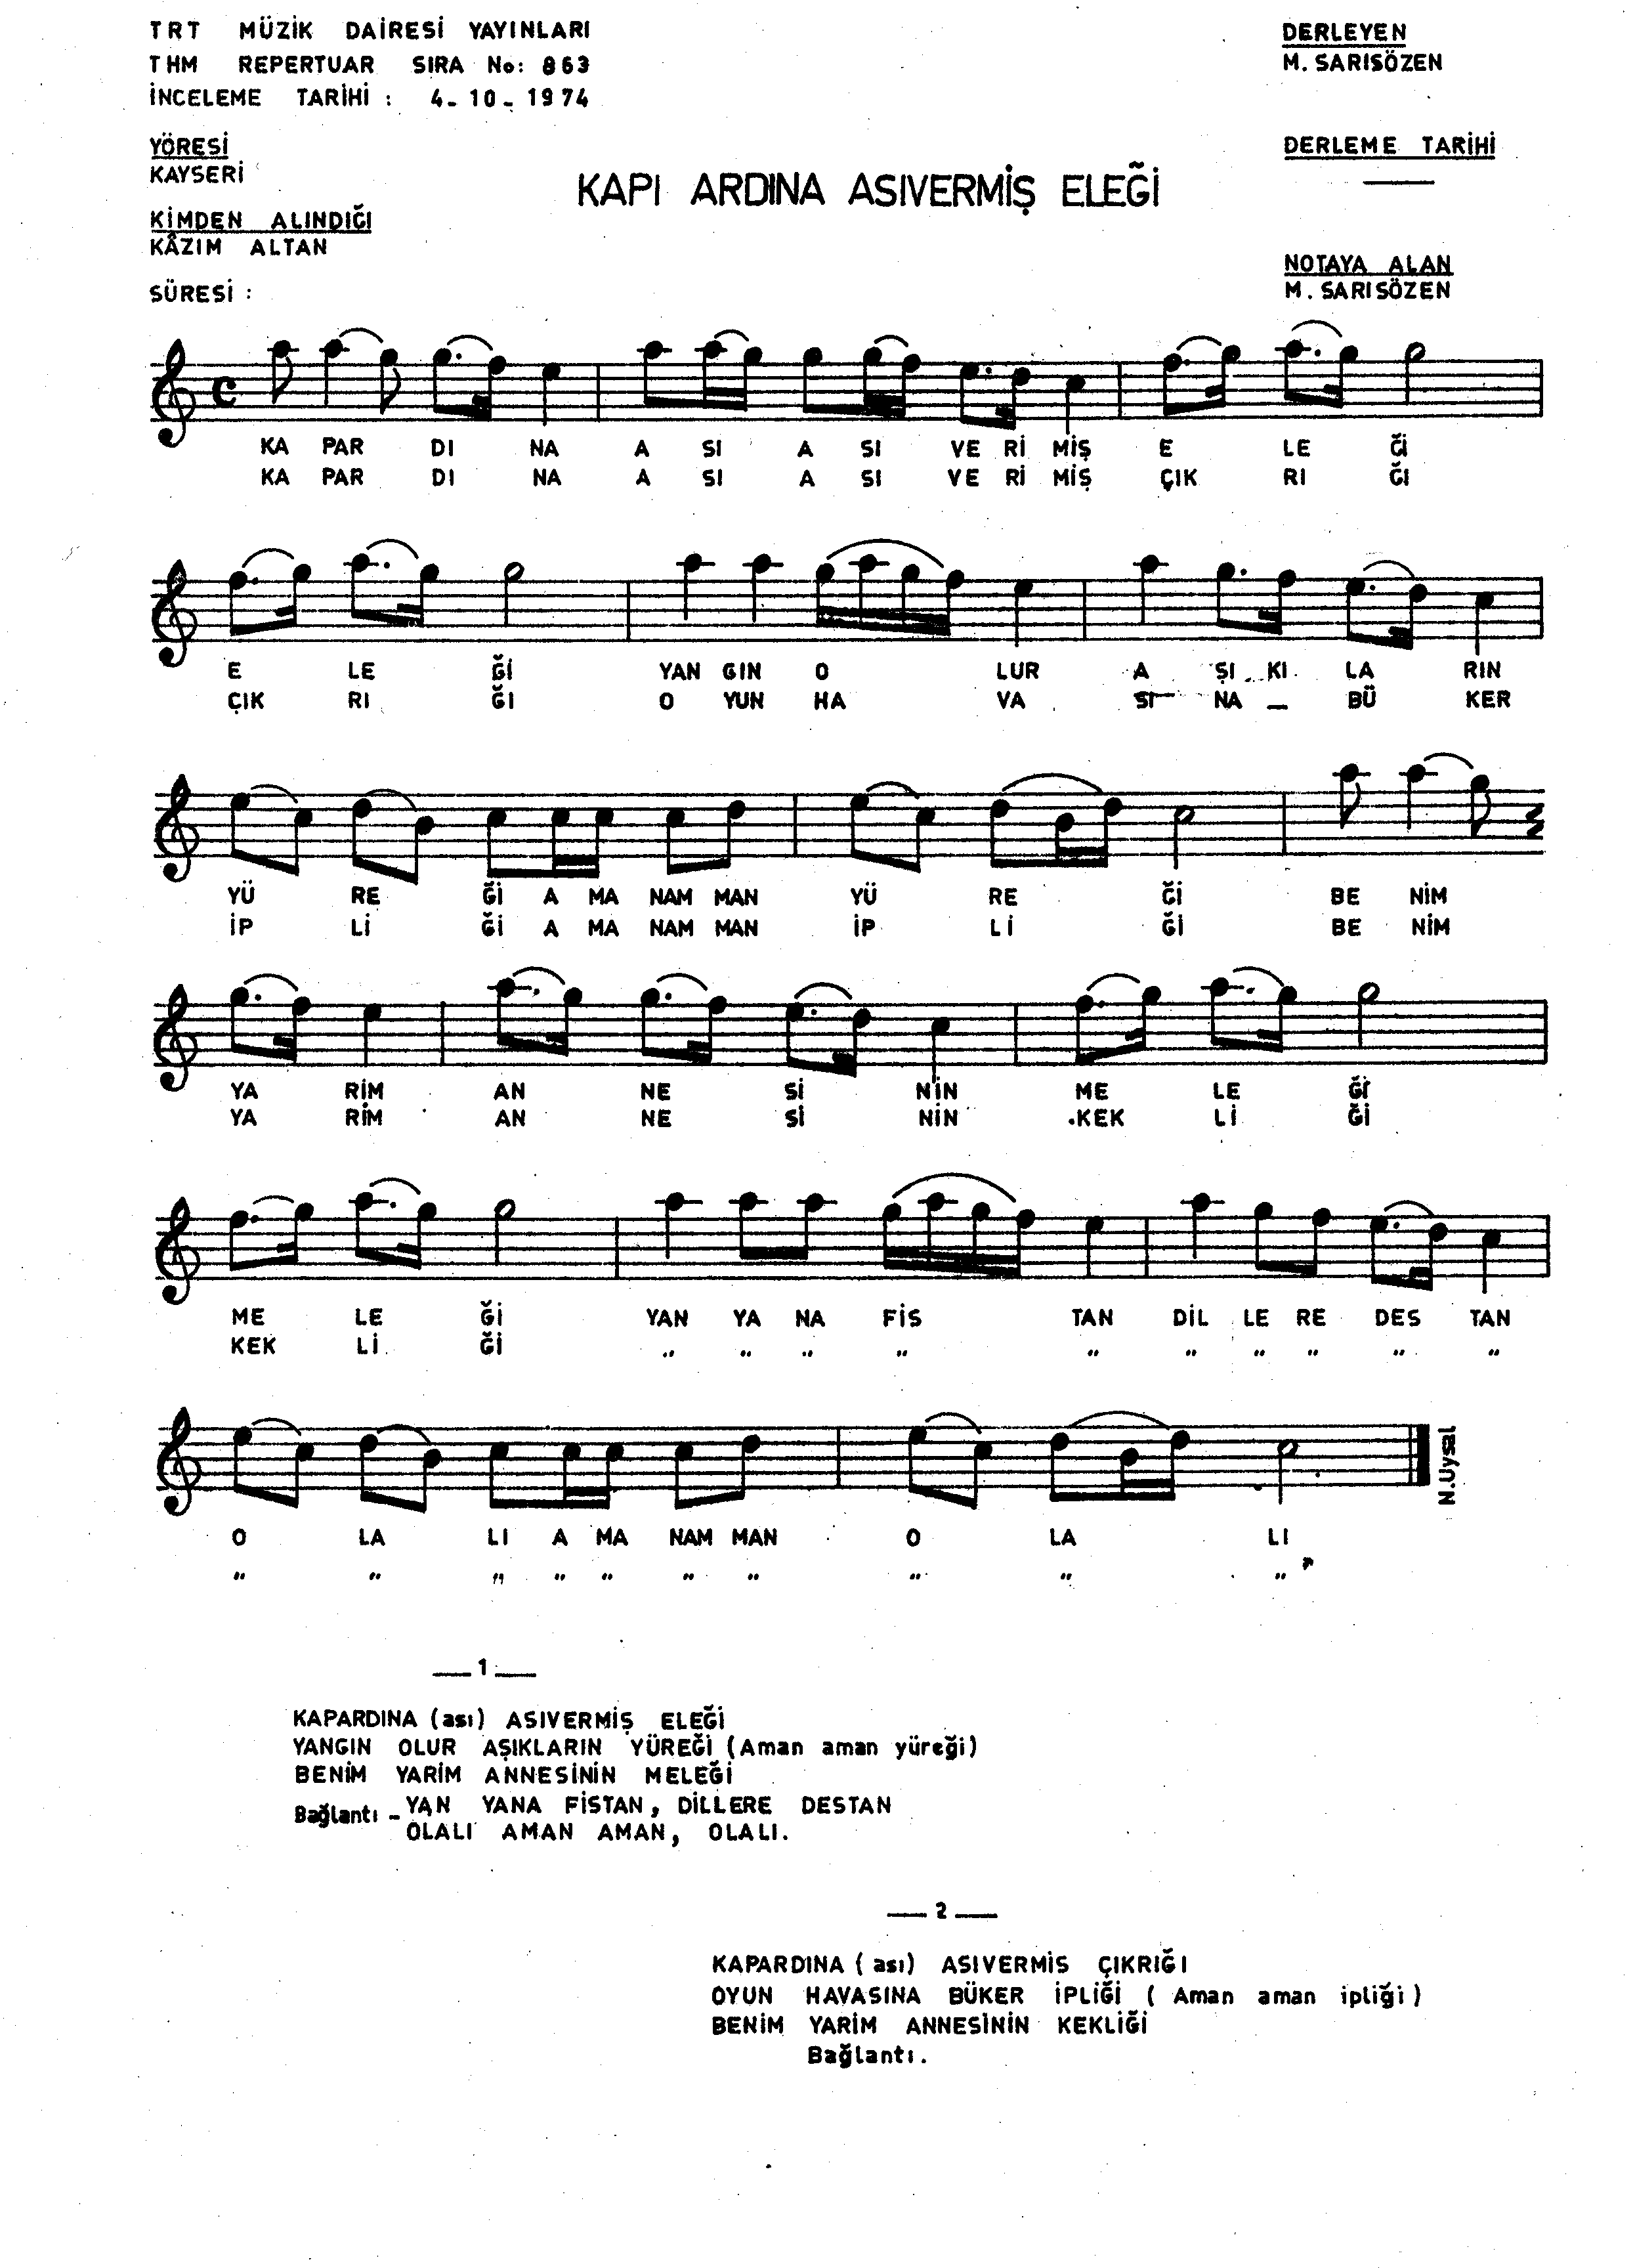 TRT MÜZİK DAİRESİ YAYINLARI
THM REPERTUAR SIRA No: 863
İNCELEME TARİHİ : 4-10-1974
DERLEYEN
M. SARISÖZEN
YÖRESİ
KAYSERİ
DERLEME TARİHİ
KAPI ARDINA ASIVERMİŞ ELEĞİ
KİMDEN ALINDIĞI
KÂZIM ALTAN
NOTAYA ALAN
M. SARISÖZEN
SÜRESİ :
KA PAR DI NA A SI A SI VE Rİ MİŞ E LE Ğİ
KA PAR DI NA A SI A SI VE Rİ MİŞ ÇIK RI ĞI
E LE Ğİ YAN GIN O LUR A ŞI KI LA RIN
ÇIK RI ĞI O YUN HA VA SI NA _ BÜ KER
YÜ RE Ğİ A MA NAM MAN YÜ RE Ğİ BE NİM
İP Lİ Ğİ A MA NAM MAN İP Lİ Ğİ BE NİM
YA RİM AN NE Sİ NİN ME LE Ğİ
YA RİM AN NE Sİ NİN KEK Lİ Ğİ
ME LE Ğİ YAN YA NA FİS TAN DİL LE RE DES TAN
KEK Lİ Ğİ " " " " " " " " " "
N.Uysal
O LA LI A MA NAM MAN O LA LI
" " " " " " " " " "
— 1 —
KAPARDINA (ası) ASIVERMİŞ ELEĞİ
YANGIN OLUR AŞIKLARIN YÜREĞİ (Aman aman yüreği)
BENİM YARİM ANNESİNİN MELEĞİ
Bağlantı - YAN YANA FİSTAN, DİLLERE DESTAN
OLALI AMAN AMAN, OLALI.
— 2 —
KAPARDINA (ası) ASIVERMİS ÇIKRIĞI
OYUN HAVASINA BÜKER İPLİĞİ (Aman aman ipliği)
BENİM YARİM ANNESİNİN KEKLİĞİ
Bağlantı.